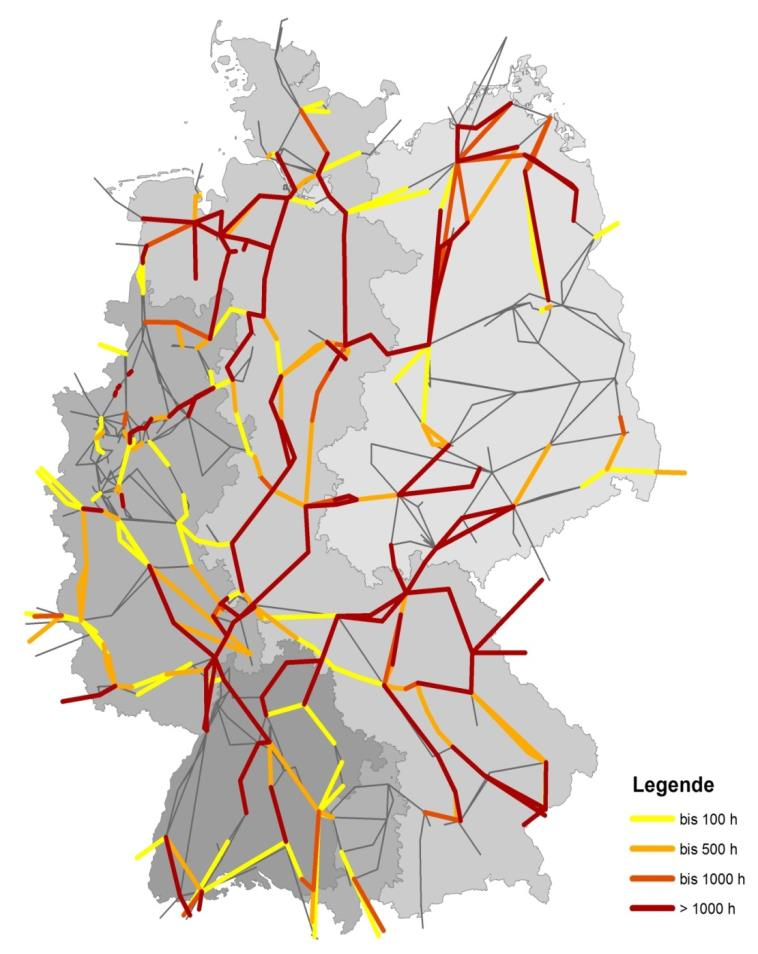 Legende
bis 100 h
bis 500 h
bis 1000 h
> 1000 h